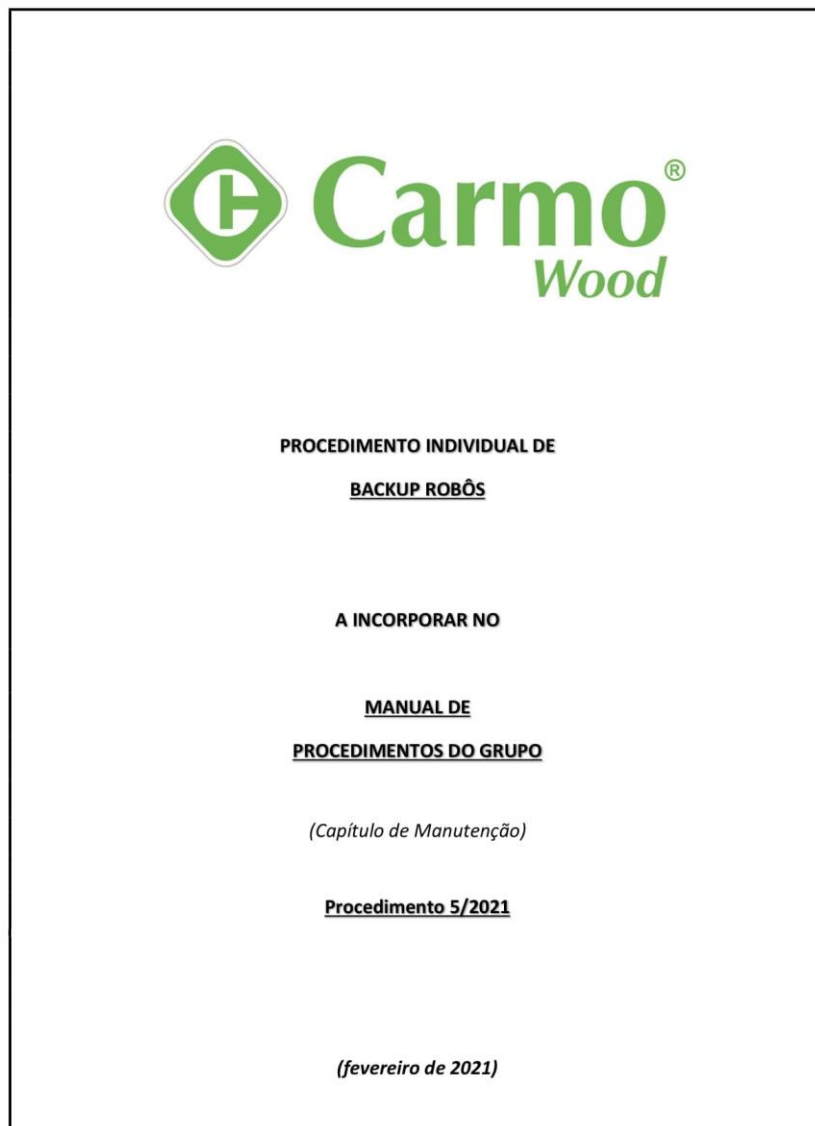 Carmo®
Wood
PROCEDIMENTO INDIVIDUAL DE
BACKUP ROBÔS
A INCORPORAR NO
MANUAL DE
PROCEDIMENTOS DO GRUPO
(Capítulo de Manutenção)
Procedimento 5/2021
(fevereiro de 2021)